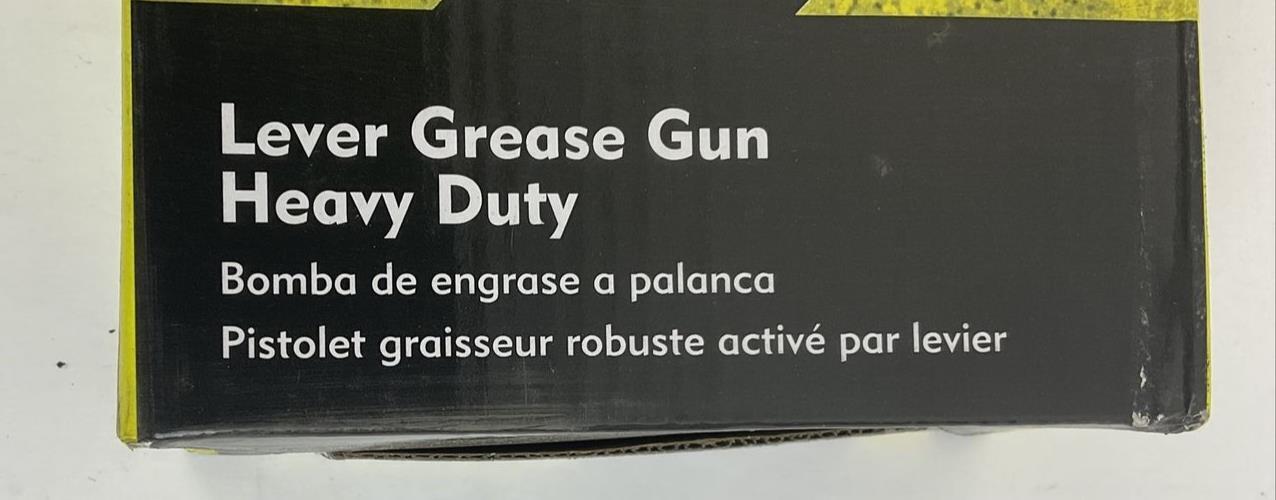 Lever Grease Gun
Heavy Duty
Bomba de engrase a palanca
Pistolet graisseur robuste activé par levier